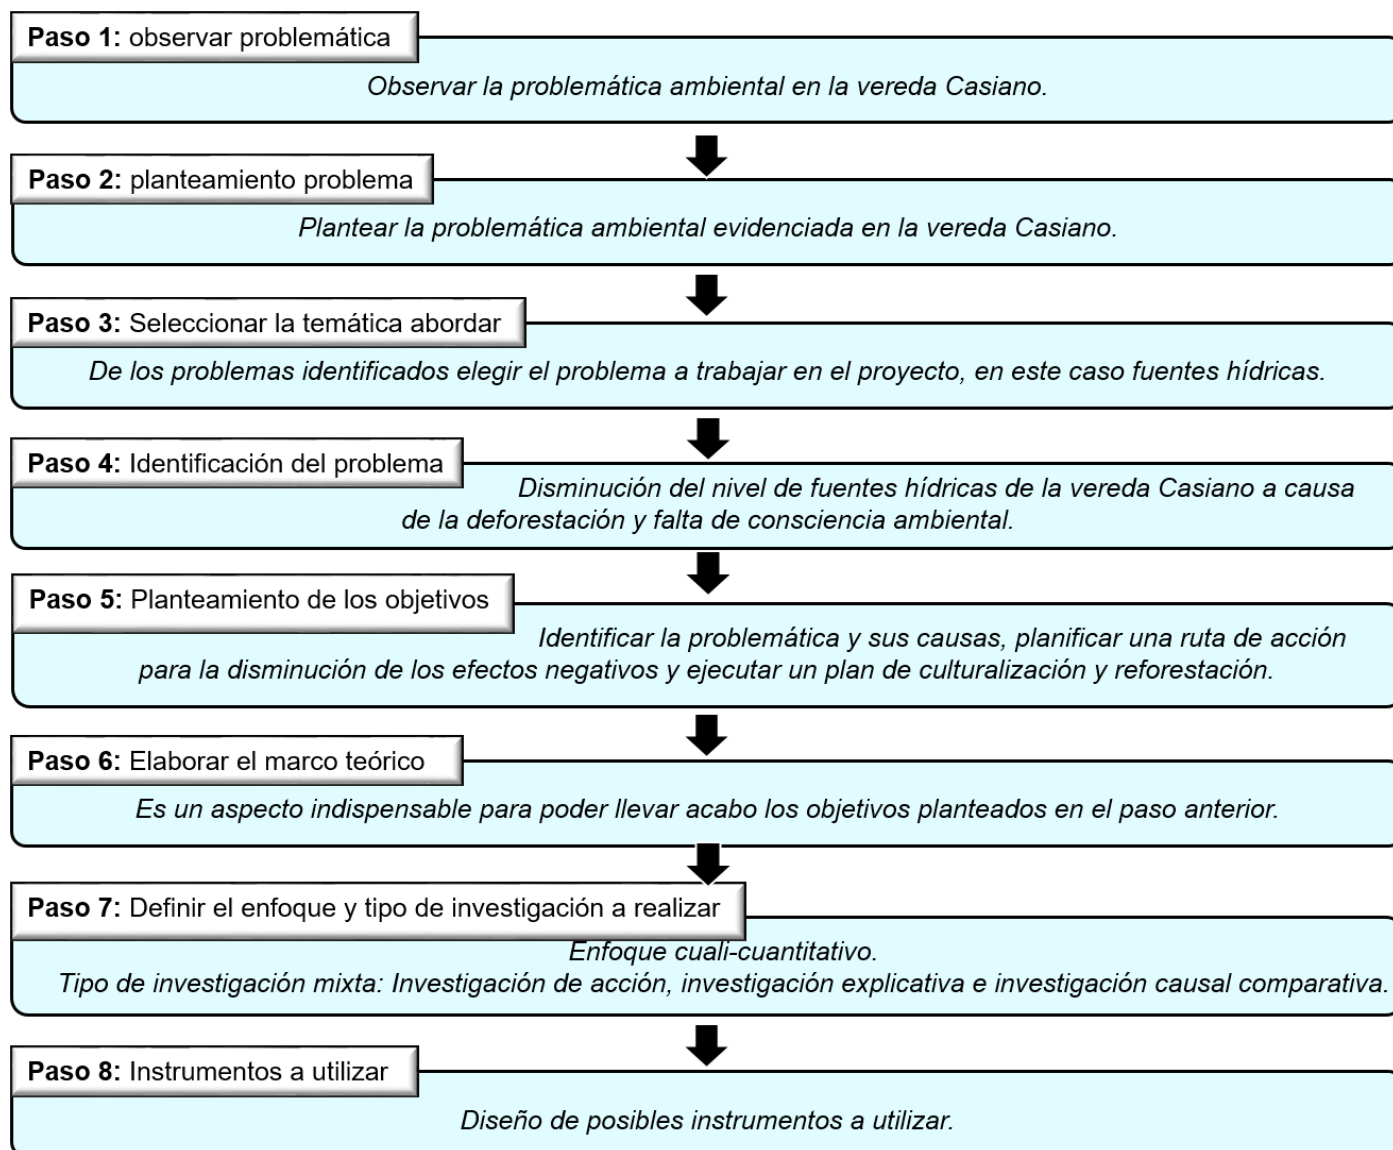 Paso 1: observar problemática
Observar la problemática ambiental en la vereda Casiano.
Paso 2: planteamiento problema
Plantear la problemática ambiental evidenciada en la vereda Casiano.
Paso 3: Seleccionar la temática abordar
De los problemas identificados elegir el problema a trabajar en el proyecto, en este caso fuentes hídricas.
Paso 4: Identificación del problema
Disminución del nivel de fuentes hídricas de la vereda Casiano a causa
de la deforestación y falta de consciencia ambiental.
Paso 5: Planteamiento de los objetivos
Identificar la problemática y sus causas, planificar una ruta de acción
para la disminución de los efectos negativos y ejecutar un plan de culturalización y reforestación.
Paso 6: Elaborar el marco teórico
Es un aspecto indispensable para poder llevar acabo los objetivos planteados en el paso anterior.
Paso 7: Definir el enfoque y tipo de investigación a realizar
Enfoque cuali-cuantitativo.
Tipo de investigación mixta: Investigación de acción, investigación explicativa e investigación causal comparativa.
Paso 8: Instrumentos a utilizar
Diseño de posibles instrumentos a utilizar.